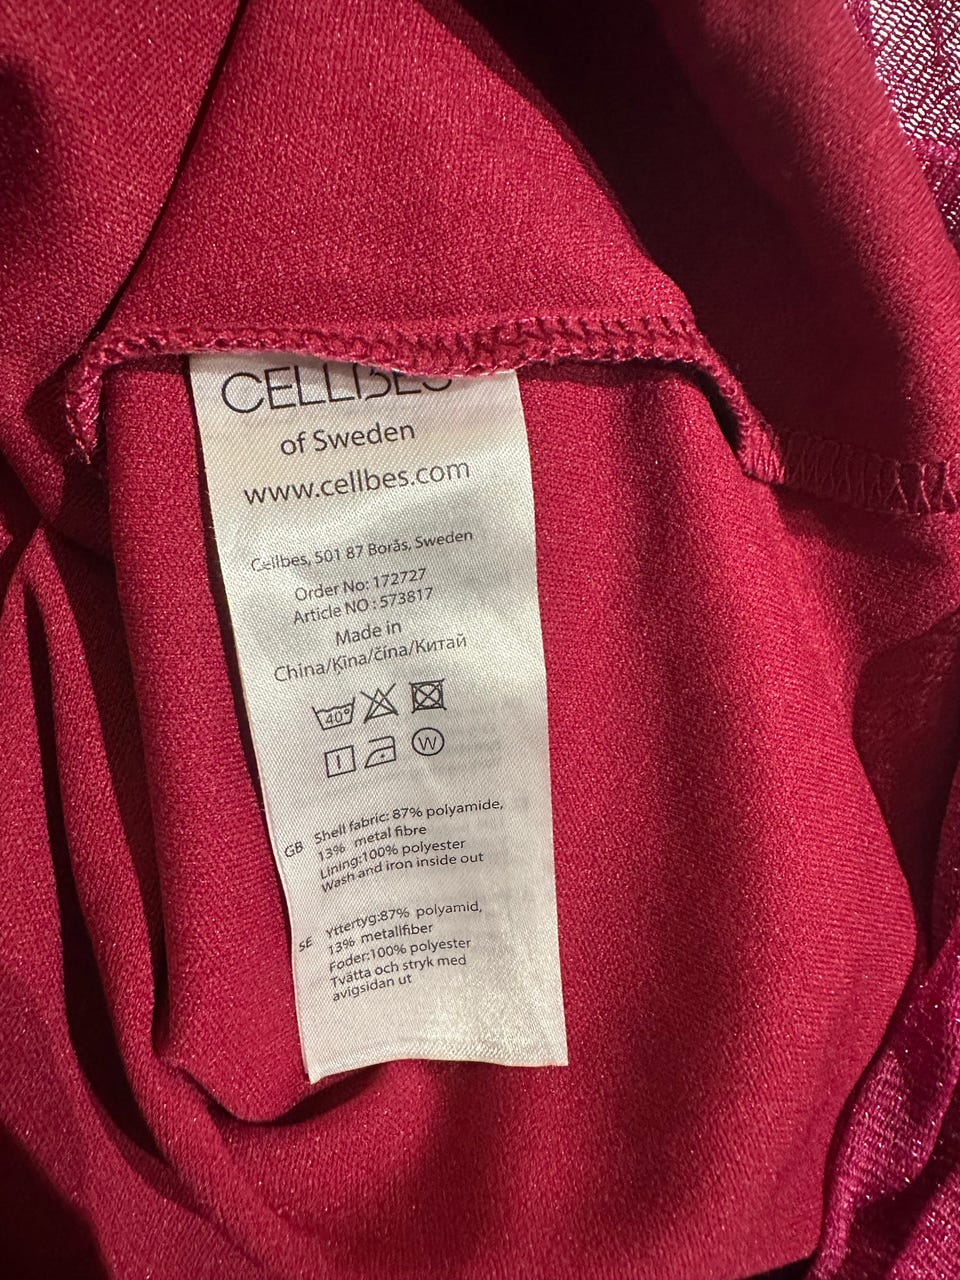 CELLBES
of Sweden
www.cellbes.com
Cellbes, 501 87 Borås, Sweden
Order No: 172727
Article NO : 573817
Made in
China/Ķīna/čína/Китай
40°
W
GB Shell fabric: 87% polyamide,
13% metal fibre
Lining:100% polyester
Wash and iron inside out
SE Yttertyg:87% polyamid,
13% metallfiber
Foder:100% polyester
Tvätta och stryk med
avigsidan ut